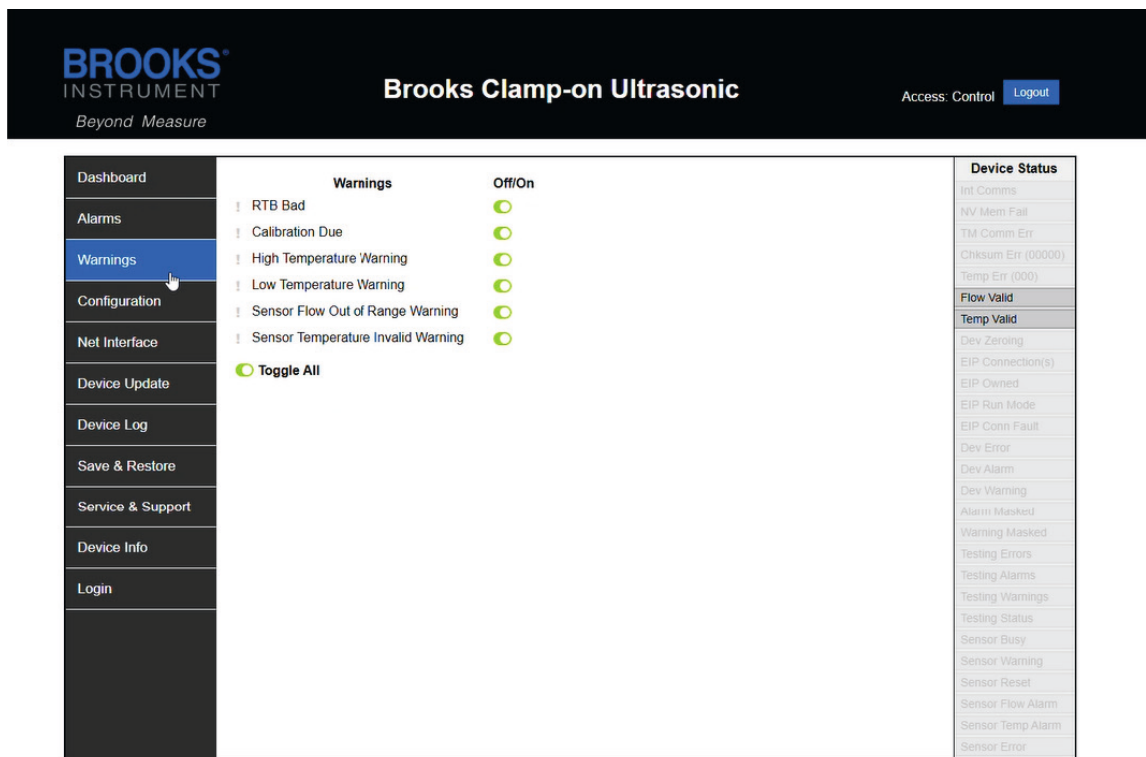 BROOKS®
INSTRUMENT
Beyond Measure
Brooks Clamp-on Ultrasonic
Access: Control Logout
Dashboard
Alarms
Warnings
Configuration
Net Interface
Device Update
Device Log
Save & Restore
Service & Support
Device Info
Login
Warnings Off/On
! RTB Bad
! Calibration Due
! High Temperature Warning
! Low Temperature Warning
! Sensor Flow Out of Range Warning
! Sensor Temperature Invalid Warning
Toggle All
Device Status
Int Comms
NV Mem Fail
TM Comm Err
Chksum Err (00000)
Temp Err (000)
Flow Valid
Temp Valid
Dev Zeroing
EIP Connection(s)
EIP Owned
EIP Run Mode
EIP Conn Fault
Dev Error
Dev Alarm
Dev Warning
Alarm Masked
Warning Masked
Testing Errors
Testing Alarms
Testing Warnings
Testing Status
Sensor Busy
Sensor Warning
Sensor Reset
Sensor Flow Alarm
Sensor Temp Alarm
Sensor Error